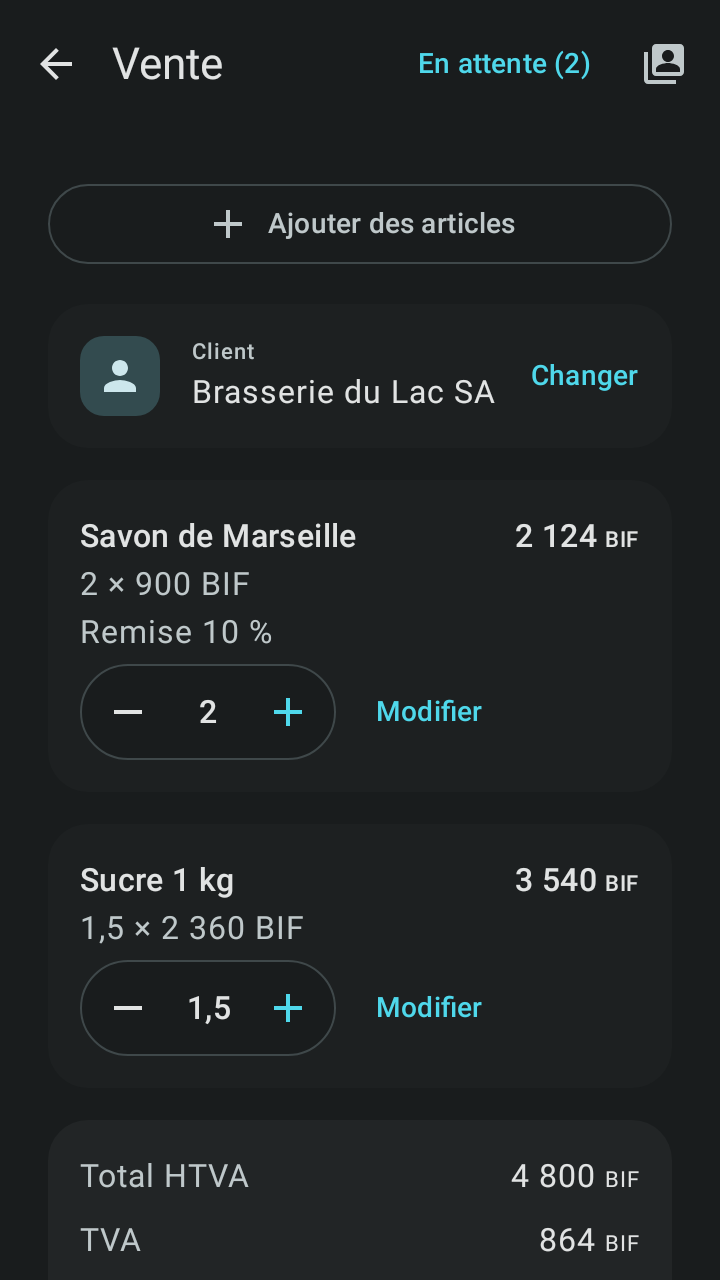 Vente
En attente (2)
Ajouter des articles
Client
Brasserie du Lac SA
Changer
Savon de Marseille 2 124 BIF
2 × 900 BIF
Remise 10 %
2
Modifier
Sucre 1 kg 3 540 BIF
1,5 × 2 360 BIF
1,5
Modifier
Total HTVA 4 800 BIF
TVA 864 BIF